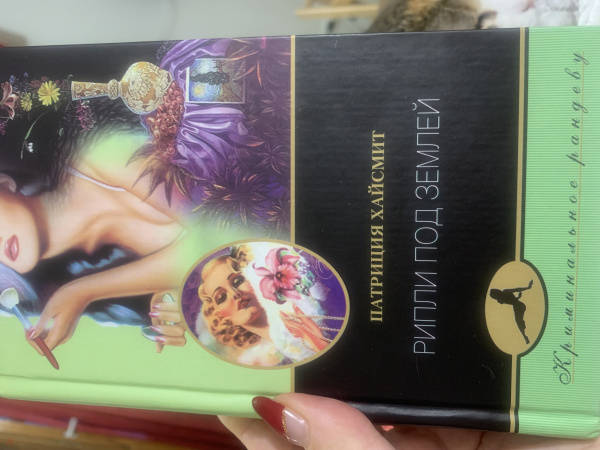 ПАТРИЦИЯ ХАЙСМИТ
РИПЛИ ПОД ЗЕМЛЕЙ
Криминальное рандеву